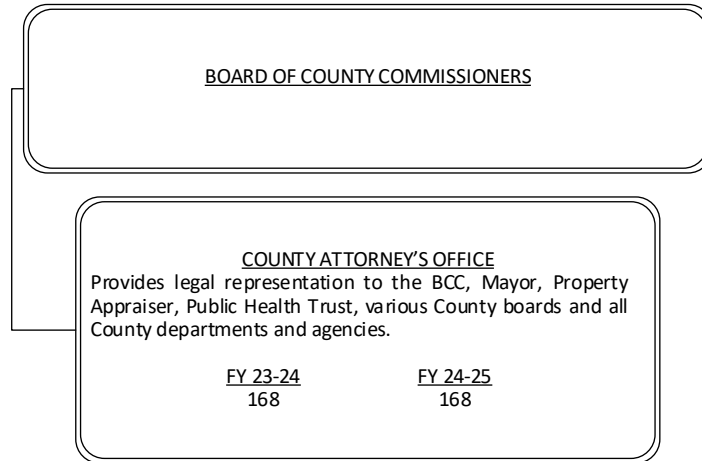 BOARD OF COUNTY COMMISSIONERS
COUNTY ATTORNEY’S OFFICE
Provides legal representation to the BCC, Mayor, Property
Appraiser, Public Health Trust, various County boards and all
County departments and agencies.
FY 23-24 FY 24-25
168 168